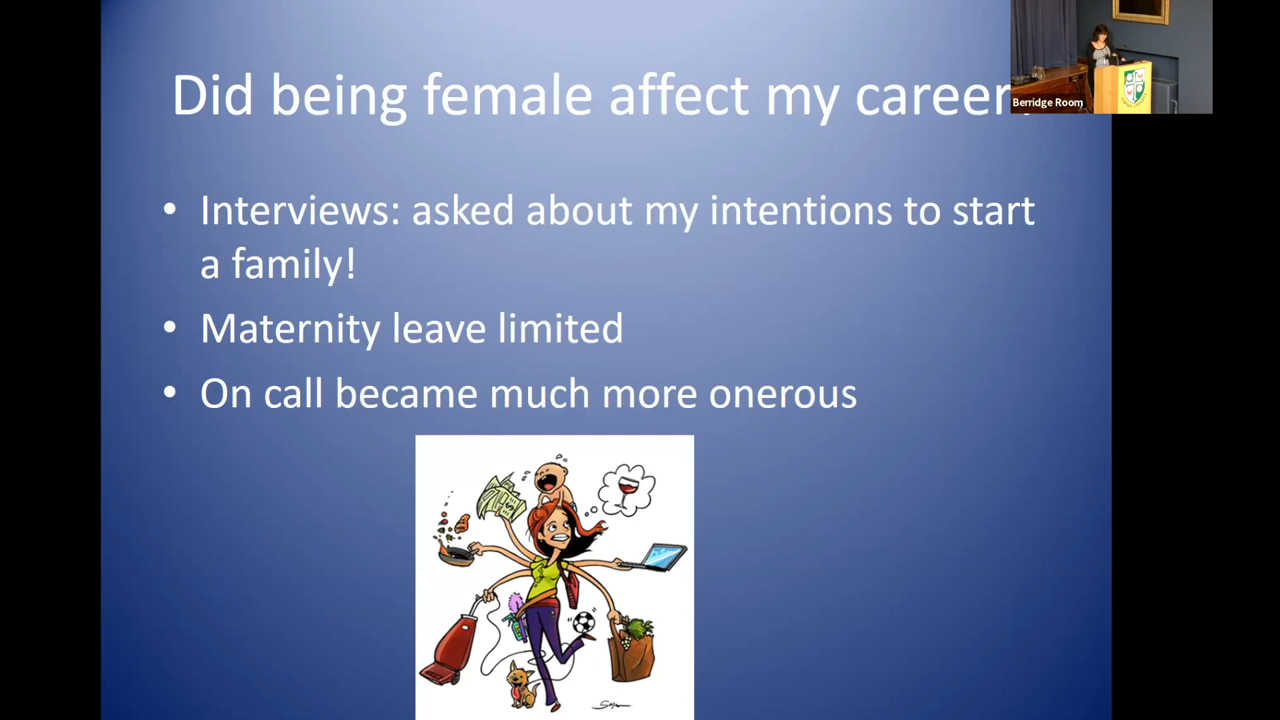 Did being female affect my career
Berridge Room
• Interviews: asked about my intentions to start
a family!
• Maternity leave limited
• On call became much more onerous